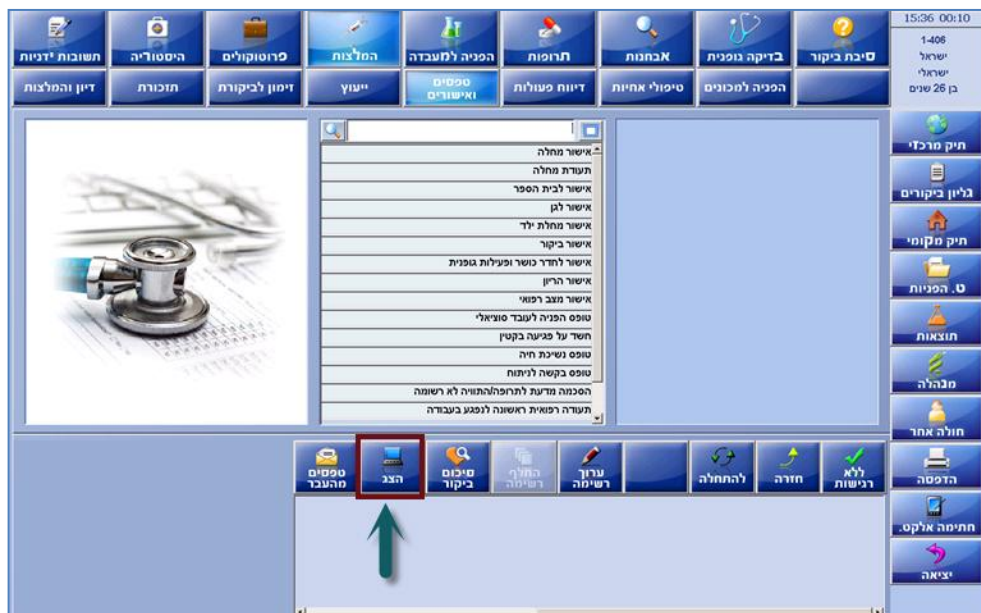 15:36 00:10
1-406
ישראל
ישראלי
בן 26 שנים
סיבת ביקור
בדיקה גופנית
אבחנות
תרופות
הפניה למעבדה
המלצות
פרוטוקולים
היסטוריה
תשובות ידניות
הפניה למכונים
טיפולי אחיות
דיווח פעולות
טפסים ואישורים
ייעוץ
זימון לביקורת
תזכורת
דיון והמלצות
תיק מרכזי
גליון ביקורים
תיק מקומי
ט. הפניות
תוצאות
מנהלה
חולה אחר
הדפסה
חתימה אלקט.
יציאה
אישור מחלה
תעודת מחלה
אישור לבית הספר
אישור לגן
אישור מחלת ילד
אישור ביקור
אישור לחדר כושר ופעילות גופנית
אישור הריון
אישור מצב רפואי
טופס הפניה לעובד סוציאלי
חשד על פגיעה בקטין
טופס נשיכת חיה
טופס בקשה לניתוח
הסכמה מדעת לתרופה/התוויה לא רשומה
תעודה רפואית ראשונה לנפגע בעבודה
ללא רגישות
חזרה
להתחלה
ערוך רשימה
החלף רשימה
סיכום ביקור
הצג
טפסים מהעבר